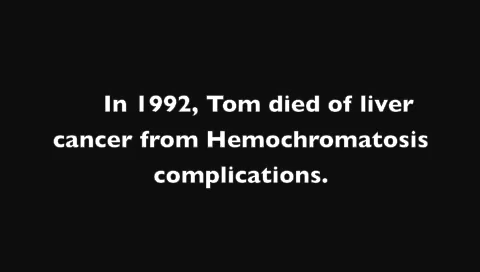 In 1992, Tom died of liver
cancer from Hemochromatosis
complications.